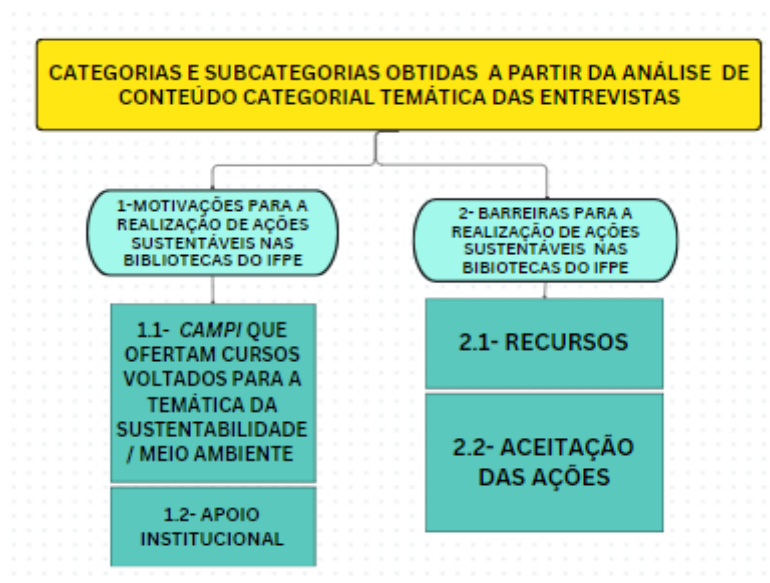 CATEGORIAS E SUBCATEGORIAS OBTIDAS A PARTIR DA ANÁLISE DE
CONTEÚDO CATEGORIAL TEMÁTICA DAS ENTREVISTAS
1-MOTIVAÇÕES PARA A
REALIZAÇÃO DE AÇÕES
SUSTENTÁVEIS NAS
BIBLIOTECAS DO IFPE
1.1- CAMPI QUE
OFERTAM CURSOS
VOLTADOS PARA A
TEMÁTICA DA
SUSTENTABILIDADE
/ MEIO AMBIENTE
1.2- APOIO
INSTITUCIONAL
2- BARREIRAS PARA A
REALIZAÇÃO DE AÇÕES
SUSTENTÁVEIS NAS
BIBIOTECAS DO IFPE
2.1- RECURSOS
2.2- ACEITAÇÃO
DAS AÇÕES